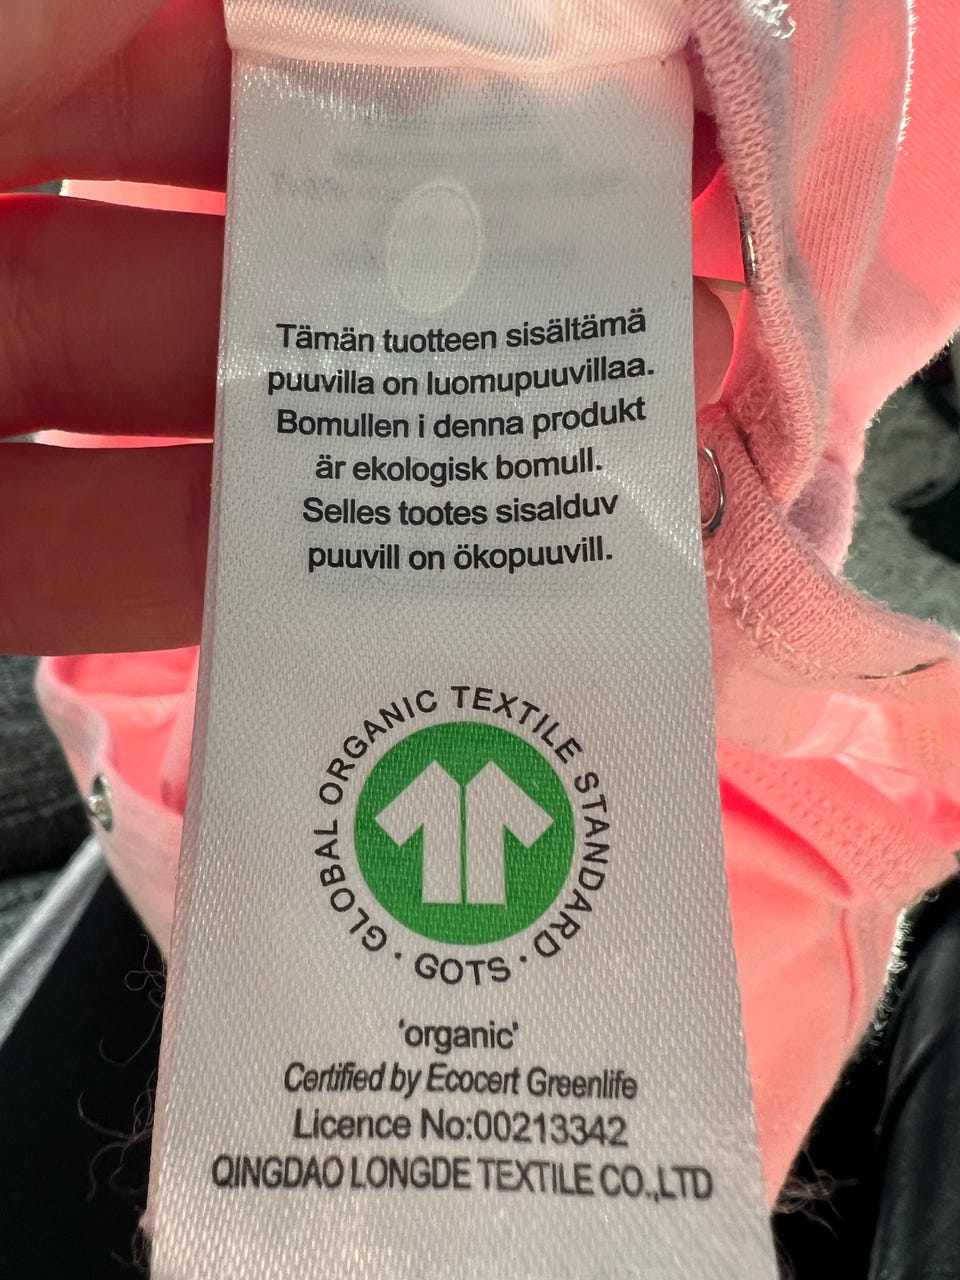 Tämän tuotteen sisältämä
puuvilla on luomupuuvillaa.
Bomullen i denna produkt
är ekologisk bomull.
Selles tootes sisalduv
puuvill on ökopuuvill.
GLOBAL ORGANIC TEXTILE STANDARD · GOTS ·
'organic'
Certified by Ecocert Greenlife
Licence No:00213342
QINGDAO LONGDE TEXTILE CO.,LTD